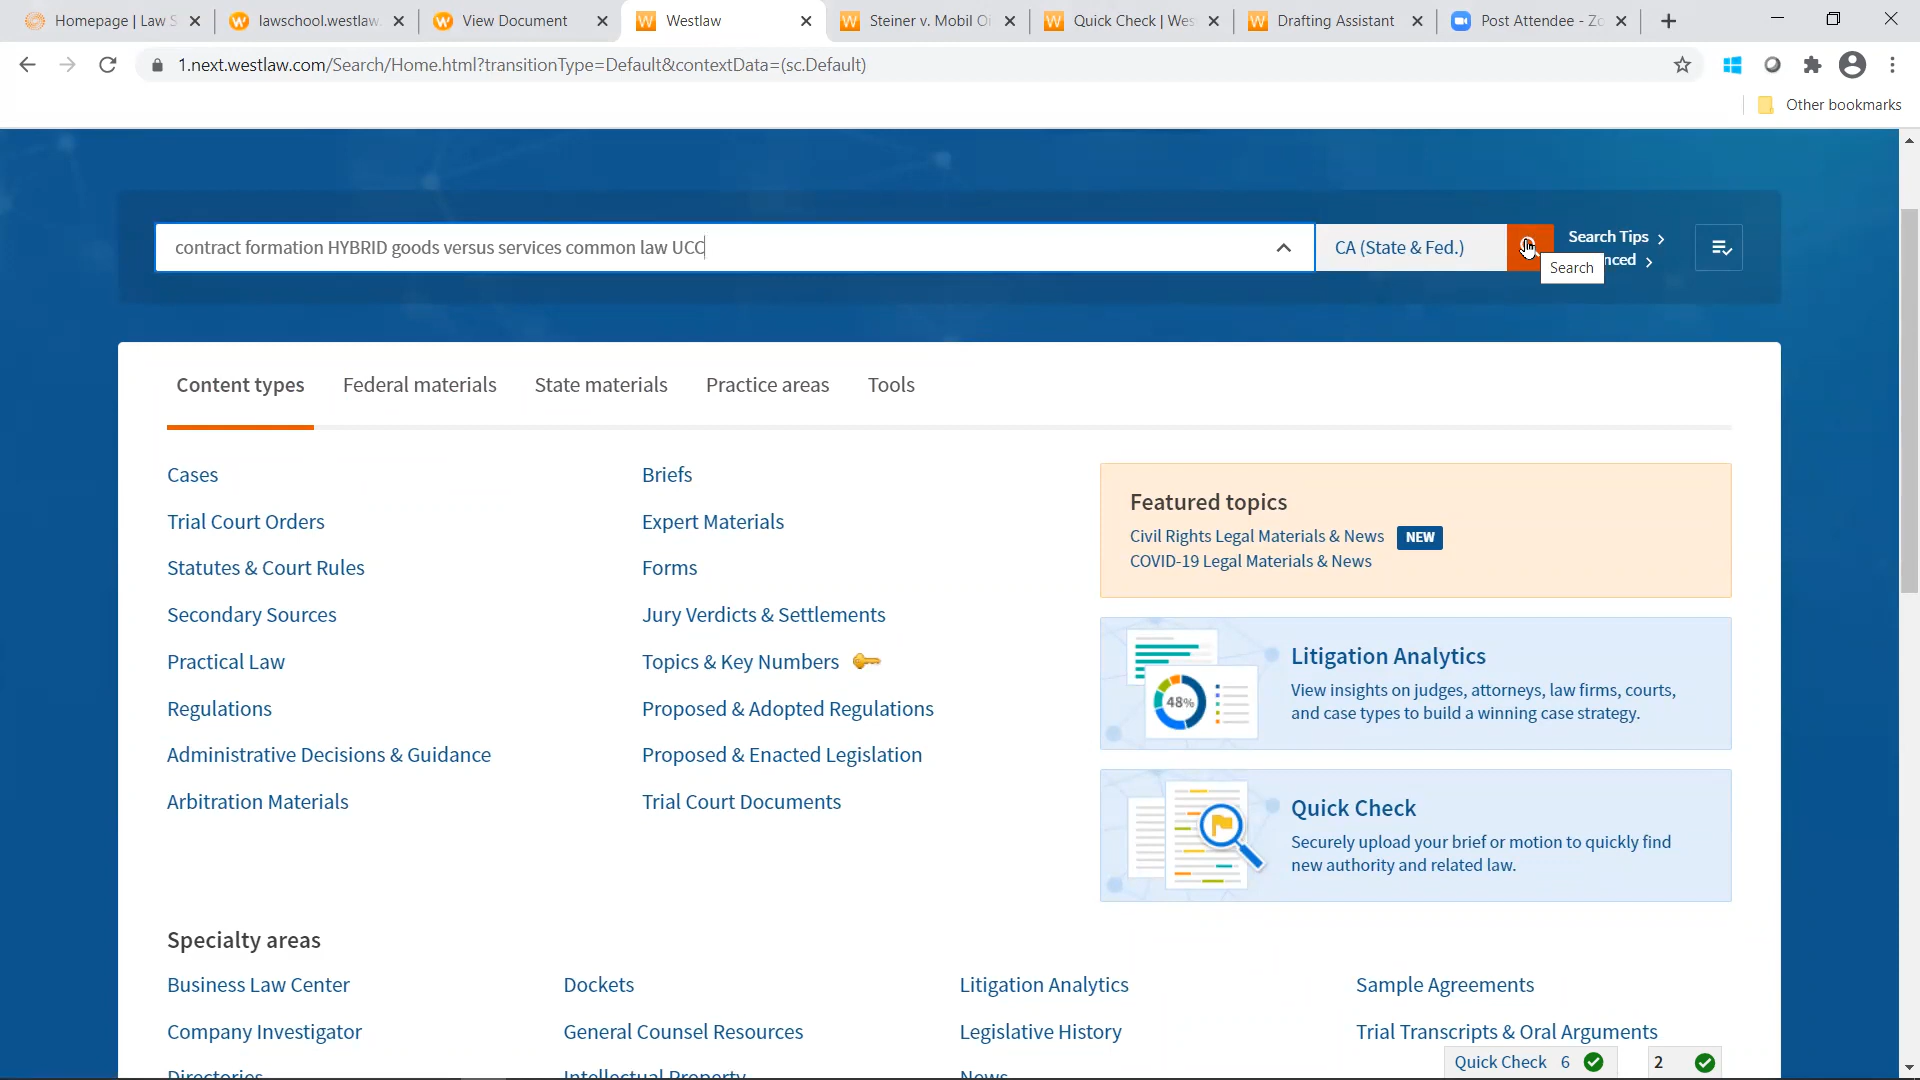 Homepage | Law S
lawschool.westlaw.
View Document
Westlaw
Steiner v. Mobil Oi
Quick Check | Wes
Drafting Assistant
Post Attendee - Zo
1.next.westlaw.com/Search/Home.html?transitionType=Default&contextData=(sc.Default)
Other bookmarks
contract formation HYBRID goods versus services common law UCC
CA (State & Fed.)
Search Tips
nced
Search
Content types
Federal materials
State materials
Practice areas
Tools
Cases
Trial Court Orders
Statutes & Court Rules
Secondary Sources
Practical Law
Regulations
Administrative Decisions & Guidance
Arbitration Materials
Briefs
Expert Materials
Forms
Jury Verdicts & Settlements
Topics & Key Numbers
Proposed & Adopted Regulations
Proposed & Enacted Legislation
Trial Court Documents
Featured topics
Civil Rights Legal Materials & News NEW
COVID-19 Legal Materials & News
48%
Litigation Analytics
View insights on judges, attorneys, law firms, courts,
and case types to build a winning case strategy.
Quick Check
Securely upload your brief or motion to quickly find
new authority and related law.
Specialty areas
Business Law Center
Company Investigator
Directories
Dockets
General Counsel Resources
Intellectual Property
Litigation Analytics
Legislative History
News
Sample Agreements
Trial Transcripts & Oral Arguments
Quick Check 6
2